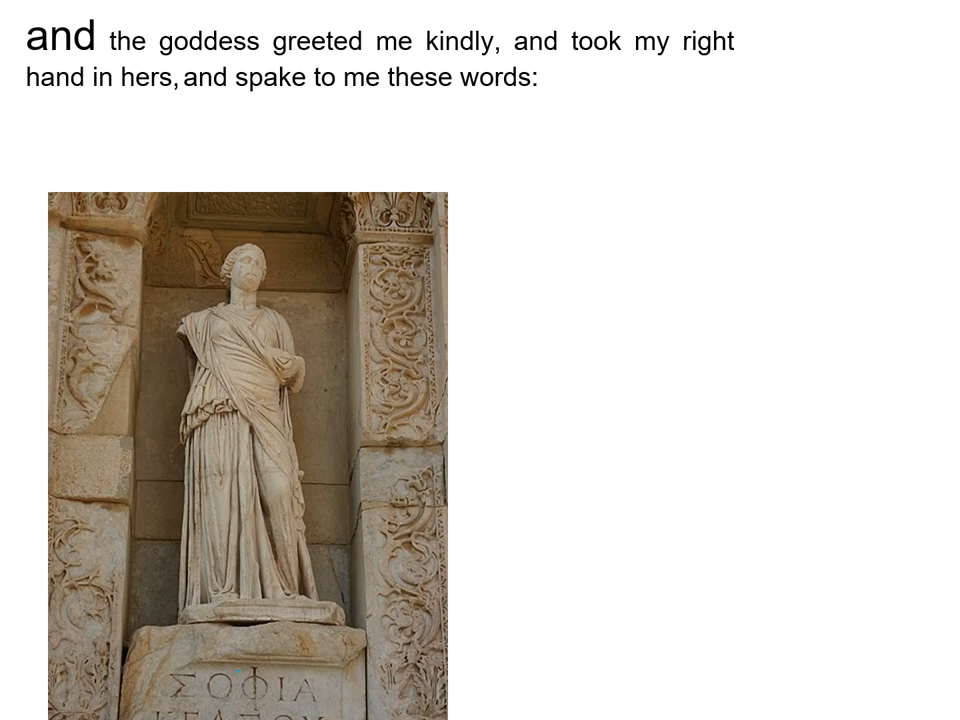 and the goddess greeted me kindly, and took my right
hand in hers, and spake to me these words:
ΣΟΦΙΑ
ΚΕΛΣΟΥ